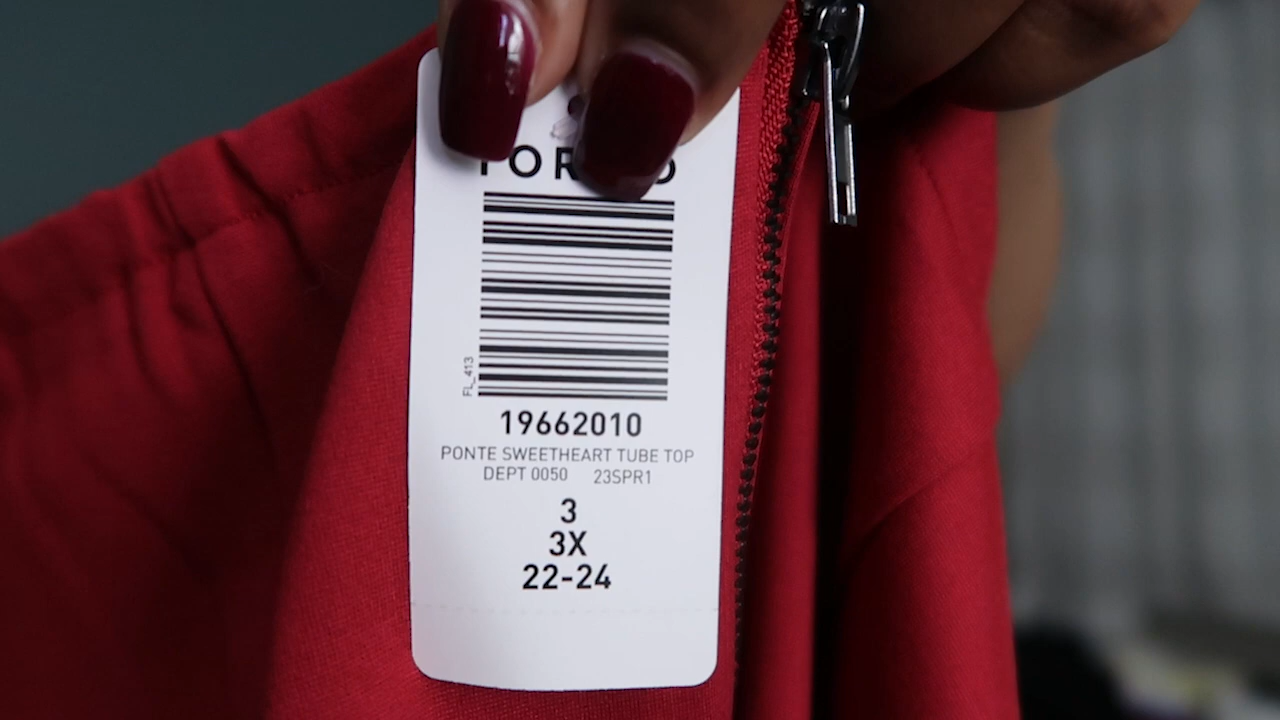 19662010
PONTE SWEETHEART TUBE TOP
DEPT 0050 23SPR1
3
3X
22-24
FL_413